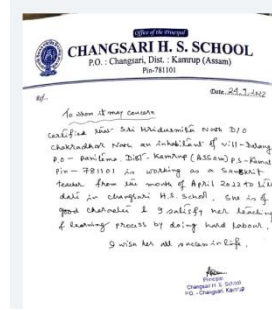 Office of the Principal
CHANGSARI H. S. SCHOOL
P.O. : Changsari, Dist. : Kamrup (Assam)
Pin-781101
Ref..
Date 24.9.2022
To whom it may concern
Certified that Sri Hridusmita Nath D/O
Chakradhar Nath, an inhabitant of vill-
P.O - Dist - Kamrup (Assam) P.S - Kamal
Pin - 781101 is working as a Sanskrit
teacher from the month of April 2022 to till
date in Changsari H.S. School. She is of
good character & I satisfy her teaching
& learning process by doing hard labour.
I wish her all success in life.
Principal
Changsari H. S. School
P.O. - Changsari, Kamrup